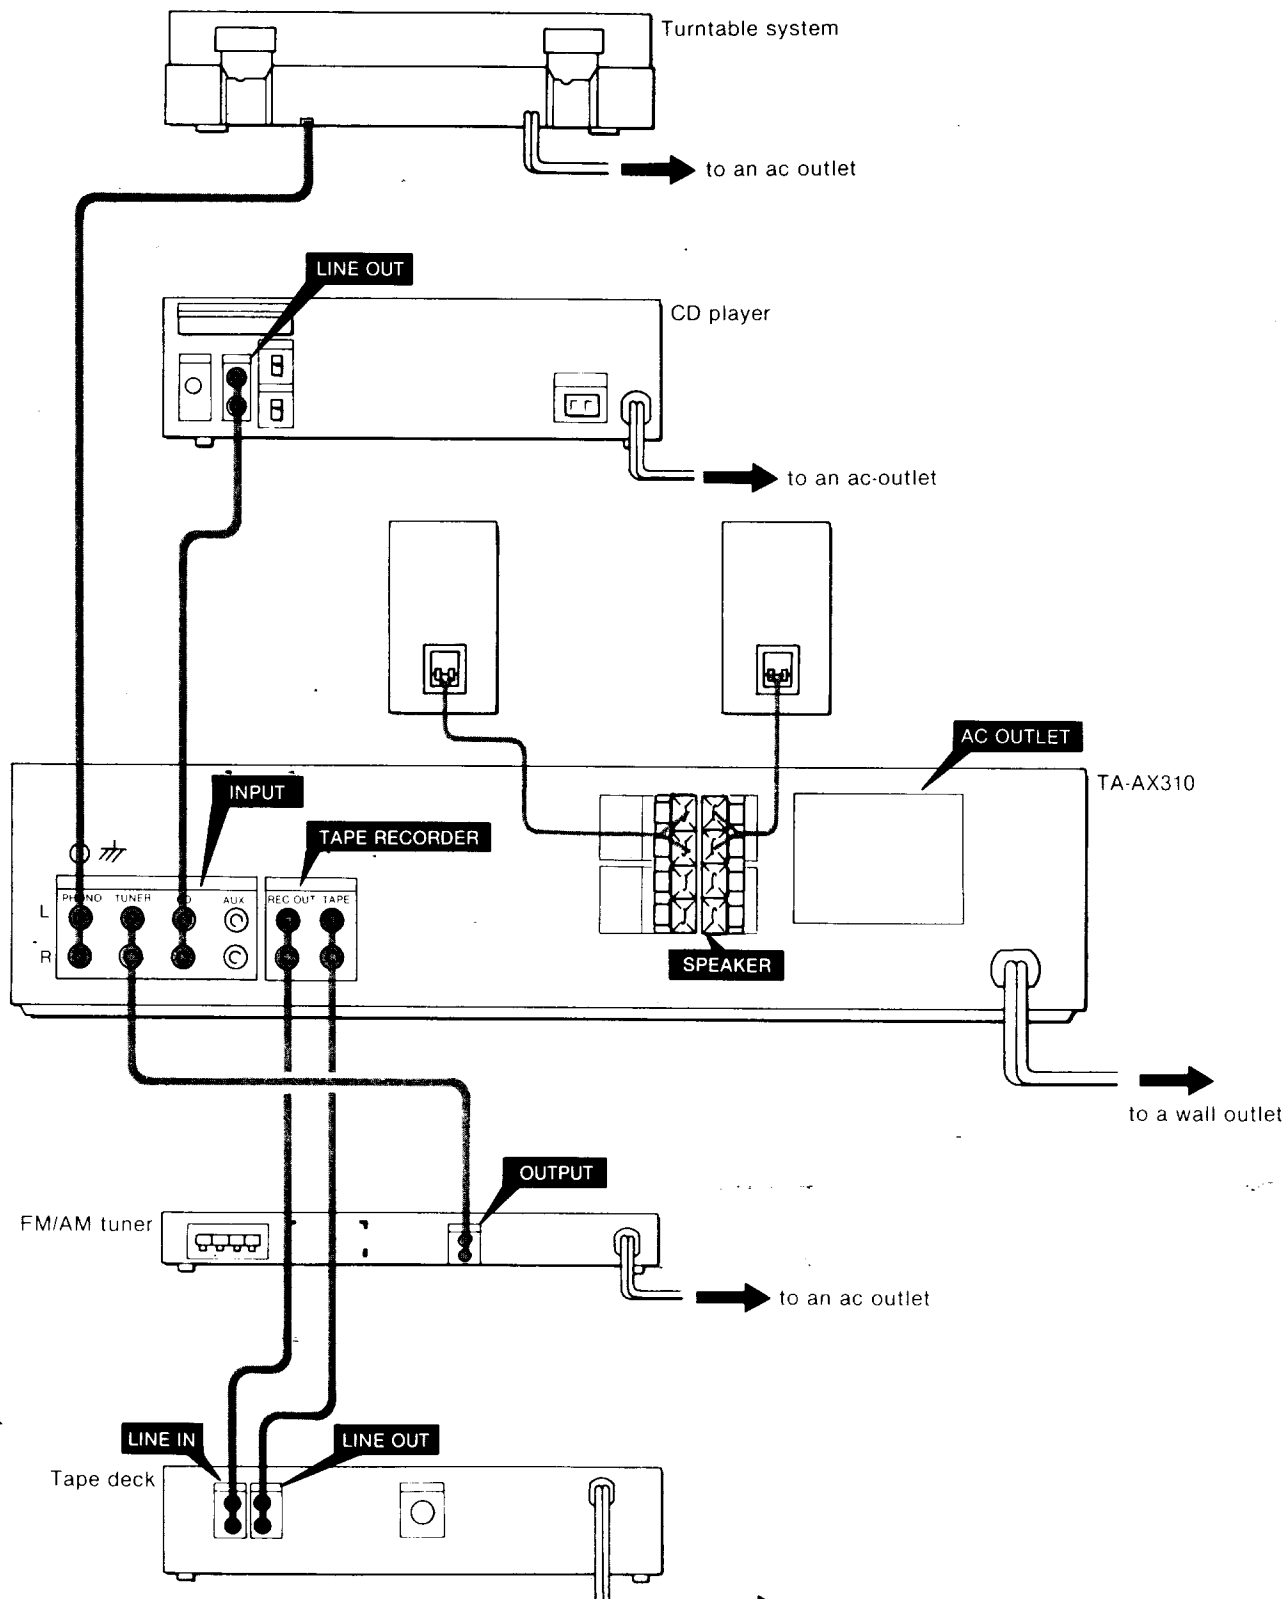 Turntable system
to an ac outlet
LINE OUT
CD player
to an ac-outlet
AC OUTLET
TA-AX310
INPUT
TAPE RECORDER
PHONO TUNER AUX REC OUT TAPE
L
R
SPEAKER
to a wall outlet
OUTPUT
FM/AM tuner
to an ac outlet
LINE IN
LINE OUT
Tape deck